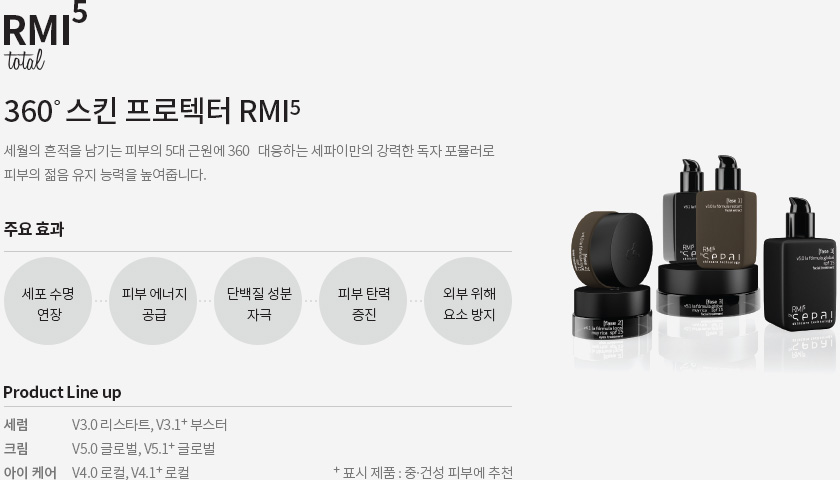 RMI5
total
360° 스킨 프로텍터 RMI5
세월의 흔적을 남기는 피부의 5대 근원에 360 대응하는 세파이만의 강력한 독자 포뮬러로
피부의 젊음 유지 능력을 높여줍니다.
주요 효과
세포 수명
연장
피부 에너지
공급
단백질 성분
자극
피부 탄력
증진
외부 위해
요소 방지
Product Line up
세럼 V3.0 리스타트, V3.1+ 부스터
크림 V5.0 글로벌, V5.1+ 글로벌
아이 케어 V4.0 로컬, V4.1+ 로컬
+ 표시 제품 : 중·건성 피부에 추천
[fase 1]
RMI5
sepai
skincare technology
[fase 2]
[fase 3]
RMI5
sepai
skincare technology